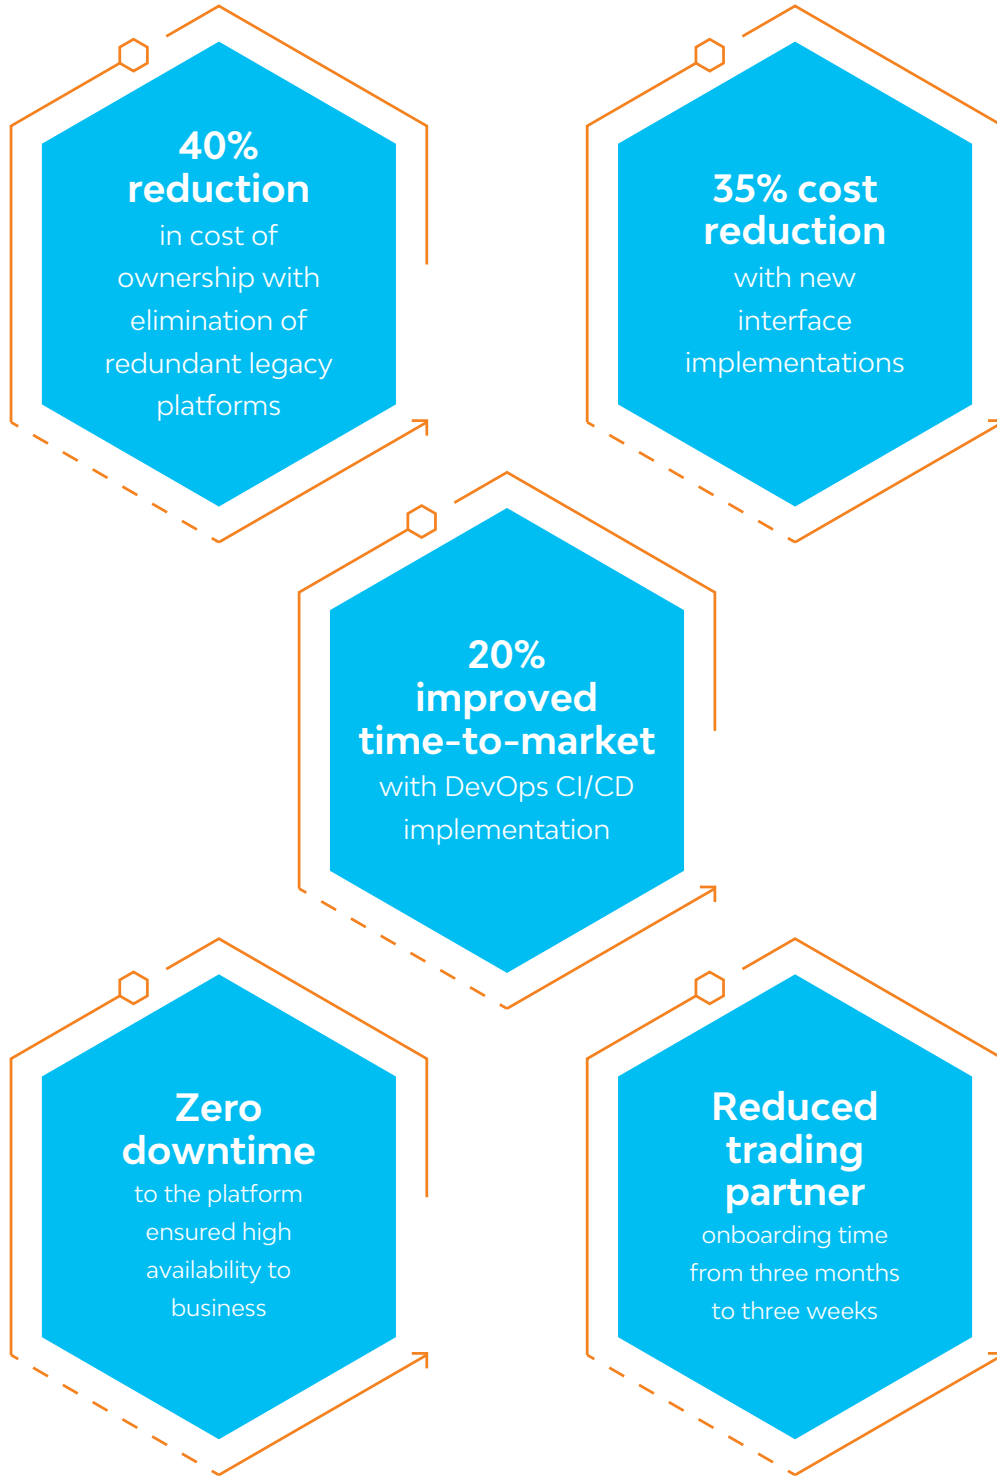 40%
reduction
in cost of
ownership with
elimination of
redundant legacy
platforms
35% cost
reduction
with new
interface
implementations
20%
improved
time-to-market
with DevOps CI/CD
implementation
Zero
downtime
to the platform
ensured high
availability to
business
Reduced
trading
partner
onboarding time
from three months
to three weeks